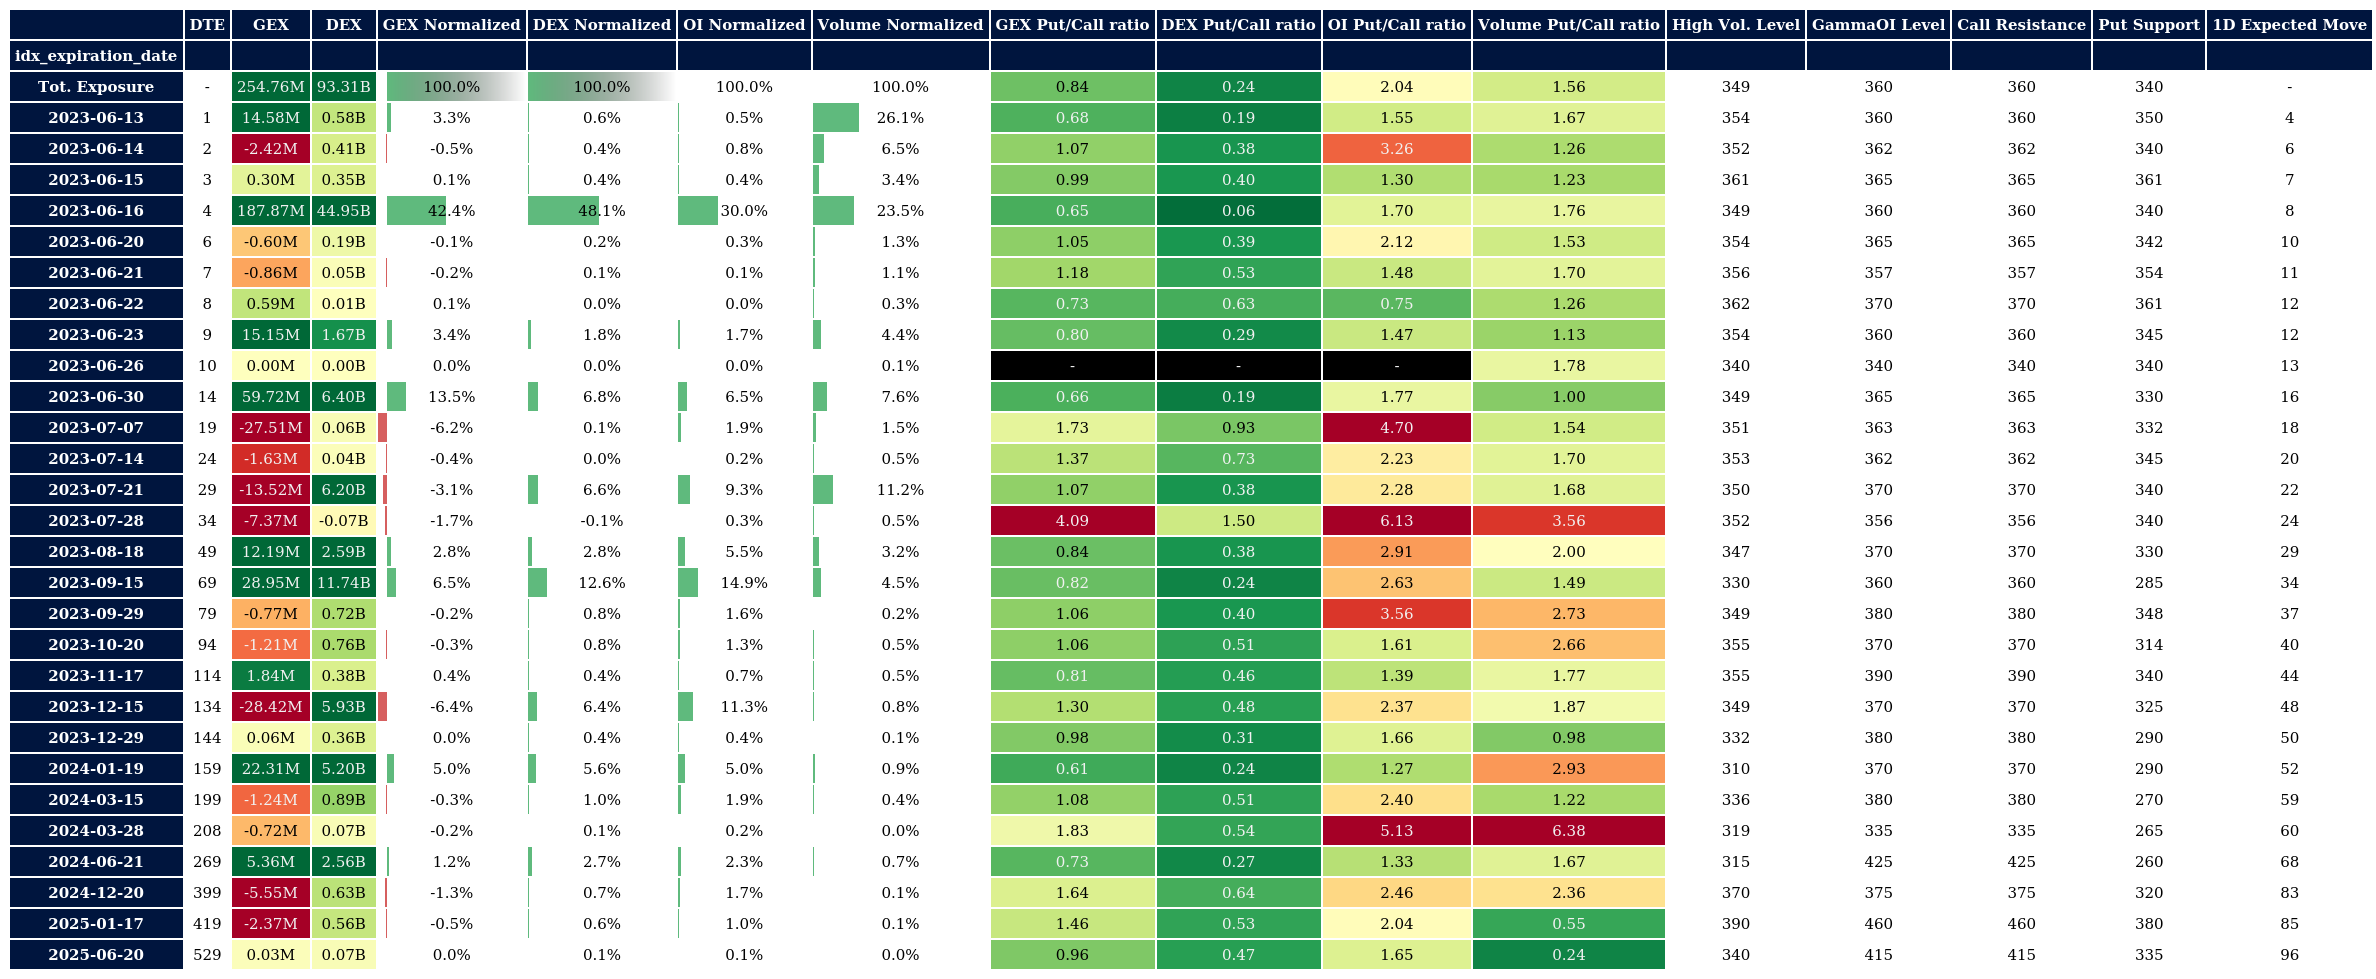 DTE GEX DEX GEX Normalized DEX Normalized OI Normalized Volume Normalized GEX Put/Call ratio DEX Put/Call ratio OI Put/Call ratio Volume Put/Call ratio High Vol. Level GammaOI Level Call Resistance Put Support 1D Expected Move
idx_expiration_date
Tot. Exposure - 254.76M 93.31B 100.0% 100.0% 100.0% 100.0% 0.84 0.24 2.04 1.56 349 360 360 340 -
2023-06-13 1 14.58M 0.58B 3.3% 0.6% 0.5% 26.1% 0.68 0.19 1.55 1.67 354 360 360 350 4
2023-06-14 2 -2.42M 0.41B -0.5% 0.4% 0.8% 6.5% 1.07 0.38 3.26 1.26 352 362 362 340 6
2023-06-15 3 0.30M 0.35B 0.1% 0.4% 0.4% 3.4% 0.99 0.40 1.30 1.23 361 365 365 361 7
2023-06-16 4 187.87M 44.95B 42.4% 48.1% 30.0% 23.5% 0.65 0.06 1.70 1.76 349 360 360 340 8
2023-06-20 6 -0.60M 0.19B -0.1% 0.2% 0.3% 1.3% 1.05 0.39 2.12 1.53 354 365 365 342 10
2023-06-21 7 -0.86M 0.05B -0.2% 0.1% 0.1% 1.1% 1.18 0.53 1.48 1.70 356 357 357 354 11
2023-06-22 8 0.59M 0.01B 0.1% 0.0% 0.0% 0.3% 0.73 0.63 0.75 1.26 362 370 370 361 12
2023-06-23 9 15.15M 1.67B 3.4% 1.8% 1.7% 4.4% 0.80 0.29 1.47 1.13 354 360 360 345 12
2023-06-26 10 0.00M 0.00B 0.0% 0.0% 0.0% 0.1% - - - 1.78 340 340 340 340 13
2023-06-30 14 59.72M 6.40B 13.5% 6.8% 6.5% 7.6% 0.66 0.19 1.77 1.00 349 365 365 330 16
2023-07-07 19 -27.51M 0.06B -6.2% 0.1% 1.9% 1.5% 1.73 0.93 4.70 1.54 351 363 363 332 18
2023-07-14 24 -1.63M 0.04B -0.4% 0.0% 0.2% 0.5% 1.37 0.73 2.23 1.70 353 362 362 345 20
2023-07-21 29 -13.52M 6.20B -3.1% 6.6% 9.3% 11.2% 1.07 0.38 2.28 1.68 350 370 370 340 22
2023-07-28 34 -7.37M -0.07B -1.7% -0.1% 0.3% 0.5% 4.09 1.50 6.13 3.56 352 356 356 340 24
2023-08-18 49 12.19M 2.59B 2.8% 2.8% 5.5% 3.2% 0.84 0.38 2.91 2.00 347 370 370 330 29
2023-09-15 69 28.95M 11.74B 6.5% 12.6% 14.9% 4.5% 0.82 0.24 2.63 1.49 330 360 360 285 34
2023-09-29 79 -0.77M 0.72B -0.2% 0.8% 1.6% 0.2% 1.06 0.40 3.56 2.73 349 380 380 348 37
2023-10-20 94 -1.21M 0.76B -0.3% 0.8% 1.3% 0.5% 1.06 0.51 1.61 2.66 355 370 370 314 40
2023-11-17 114 1.84M 0.38B 0.4% 0.4% 0.7% 0.5% 0.81 0.46 1.39 1.77 355 390 390 340 44
2023-12-15 134 -28.42M 5.93B -6.4% 6.4% 11.3% 0.8% 1.30 0.48 2.37 1.87 349 370 370 325 48
2023-12-29 144 0.06M 0.36B 0.0% 0.4% 0.4% 0.1% 0.98 0.31 1.66 0.98 332 380 380 290 50
2024-01-19 159 22.31M 5.20B 5.0% 5.6% 5.0% 0.9% 0.61 0.24 1.27 2.93 310 370 370 290 52
2024-03-15 199 -1.24M 0.89B -0.3% 1.0% 1.9% 0.4% 1.08 0.51 2.40 1.22 336 380 380 270 59
2024-03-28 208 -0.72M 0.07B -0.2% 0.1% 0.2% 0.0% 1.83 0.54 5.13 6.38 319 335 335 265 60
2024-06-21 269 5.36M 2.56B 1.2% 2.7% 2.3% 0.7% 0.73 0.27 1.33 1.67 315 425 425 260 68
2024-12-20 399 -5.55M 0.63B -1.3% 0.7% 1.7% 0.1% 1.64 0.64 2.46 2.36 370 375 375 320 83
2025-01-17 419 -2.37M 0.56B -0.5% 0.6% 1.0% 0.1% 1.46 0.53 2.04 0.55 390 460 460 380 85
2025-06-20 529 0.03M 0.07B 0.0% 0.1% 0.1% 0.0% 0.96 0.47 1.65 0.24 340 415 415 335 96